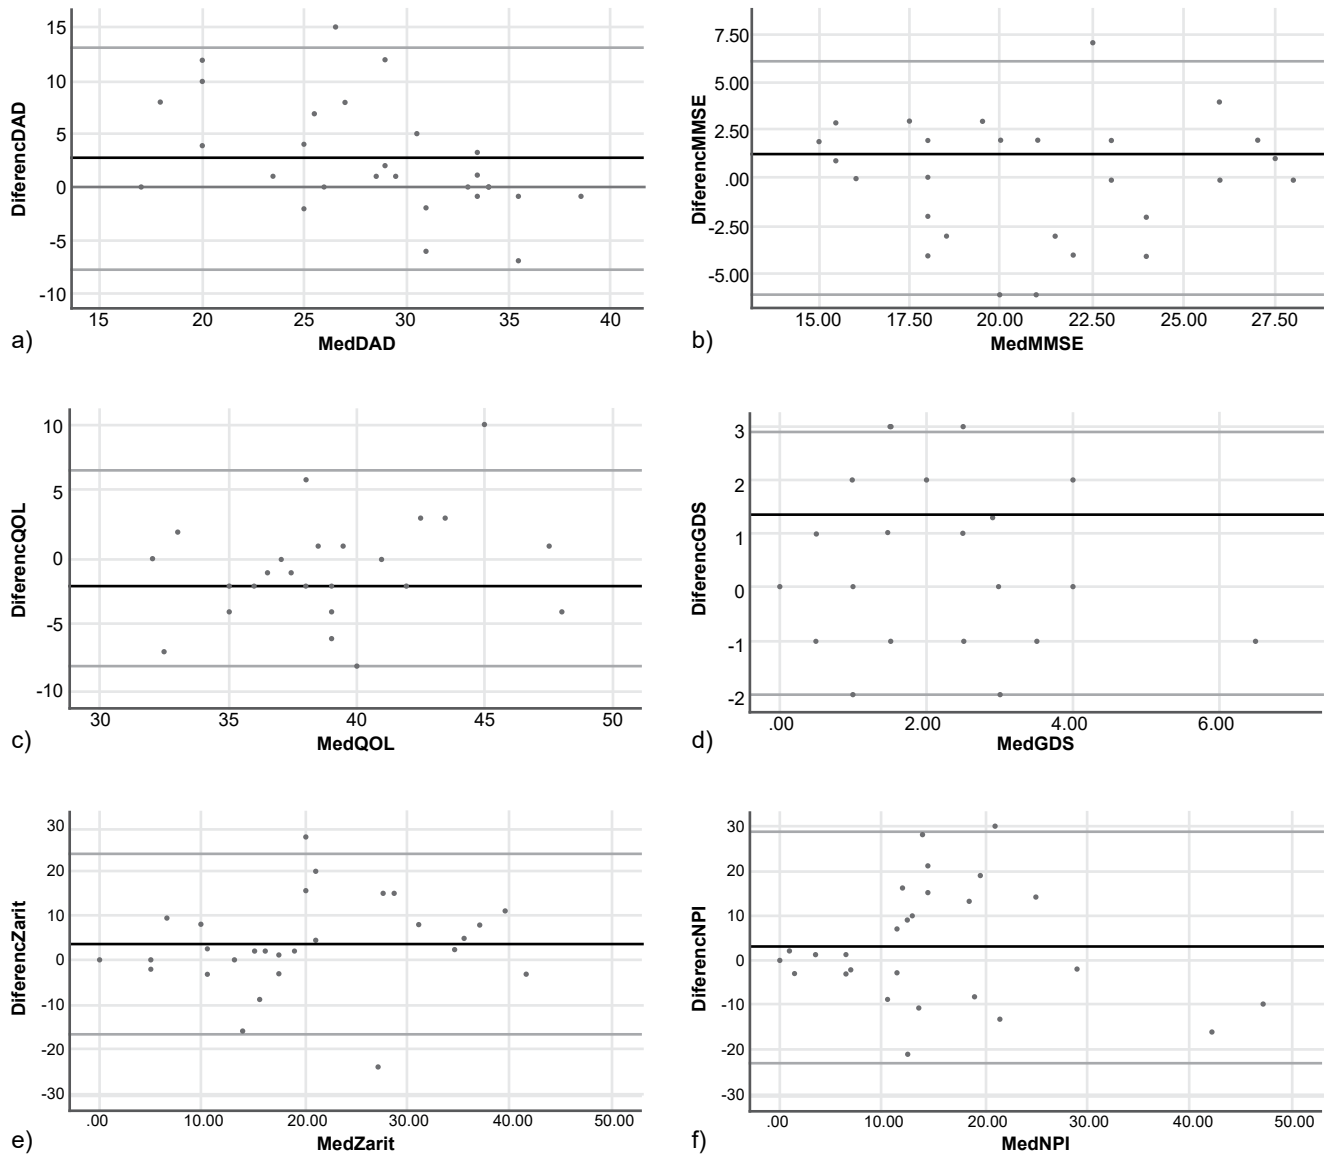 15
10
5
0
-5
-10
DiferencDAD
15 20 25 30 35 40
MedDAD
a)
7.50
5.00
2.50
.00
-2.50
-5.00
DiferencMMSE
15.00 17.50 20.00 22.50 25.00 27.50
MedMMSE
b)
10
5
0
-5
-10
DiferencQOL
30 35 40 45 50
MedQOL
c)
3
2
1
0
-1
-2
DiferencGDS
.00 2.00 4.00 6.00
MedGDS
d)
30
20
10
0
-10
-20
-30
DiferencZarit
.00 10.00 20.00 30.00 40.00 50.00
MedZarit
e)
30
20
10
0
-10
-20
-30
DiferencNPI
.00 10.00 20.00 30.00 40.00 50.00
MedNPI
f)